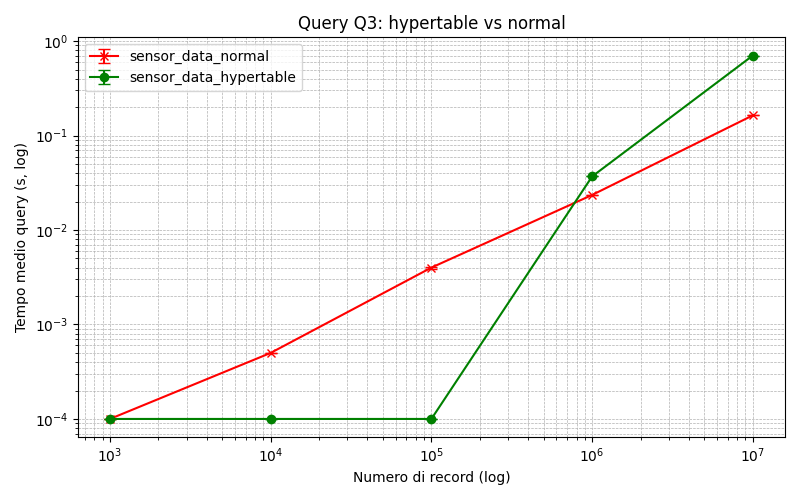 Query Q3: hypertable vs normal
sensor_data_normal
sensor_data_hypertable
Tempo medio query (s, log)
10⁰
10⁻¹
10⁻²
10⁻³
10⁻⁴
10³ 10⁴ 10⁵ 10⁶ 10⁷
Numero di record (log)